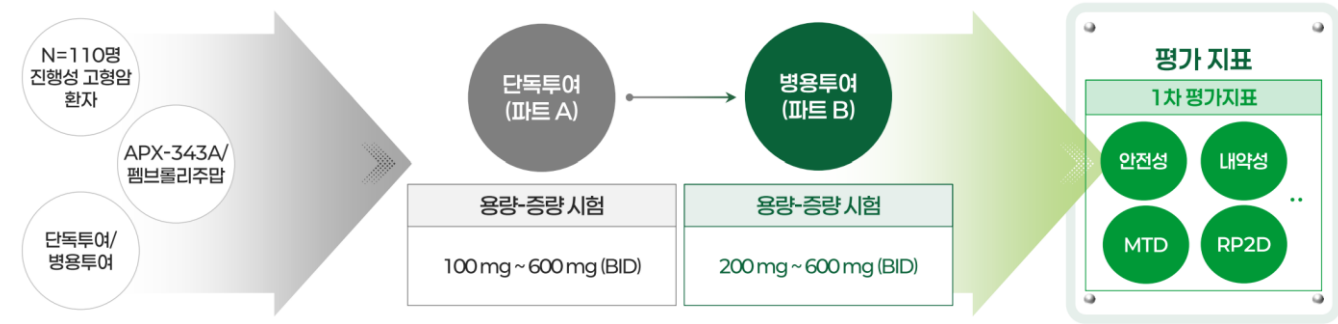 N=110명
진행성 고형암
환자
APX-343A/
펨브롤리주맙
단독투여/
병용투여
단독투여
(파트 A)
병용투여
(파트 B)
용량-증량 시험
100 mg ~ 600 mg (BID)
용량-증량 시험
200 mg ~ 600 mg (BID)
평가 지표
1차 평가지표
안전성
내약성
MTD
RP2D
..